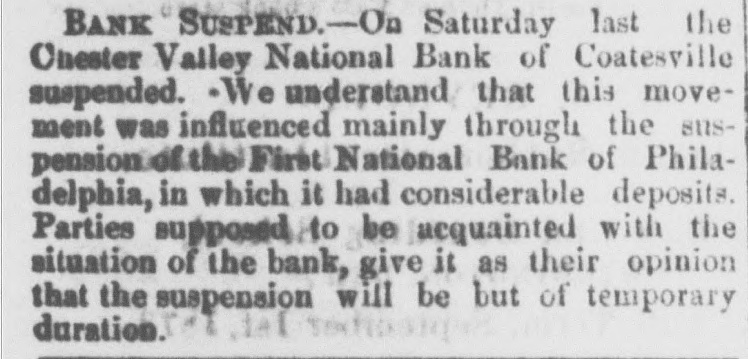 BANK SUSPEND.—On Saturday last the
Chester Valley National Bank of Coatesville
suspended. We understand that this move-
ment was influenced mainly through the sus-
pension of the First National Bank of Phila-
delphia, in which it had considerable deposits.
Parties supposed to be acquainted with the
situation of the bank, give it as their opinion
that the suspension will be but of temporary
duration.